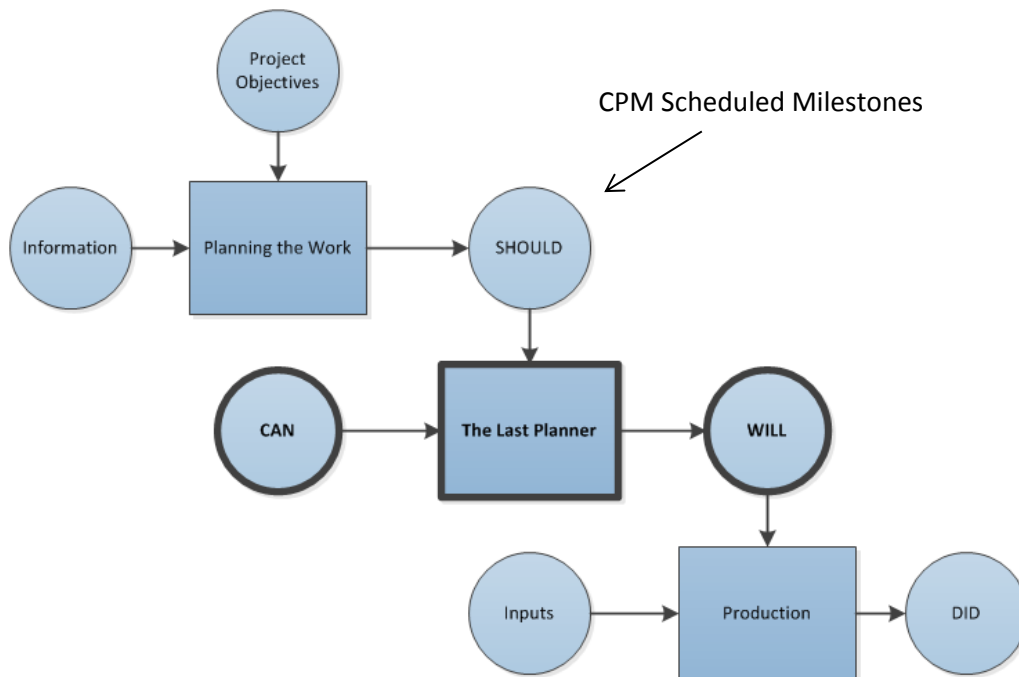 Project
Objectives
CPM Scheduled Milestones
Information
Planning the Work
SHOULD
CAN
The Last Planner
WILL
Inputs
Production
DID